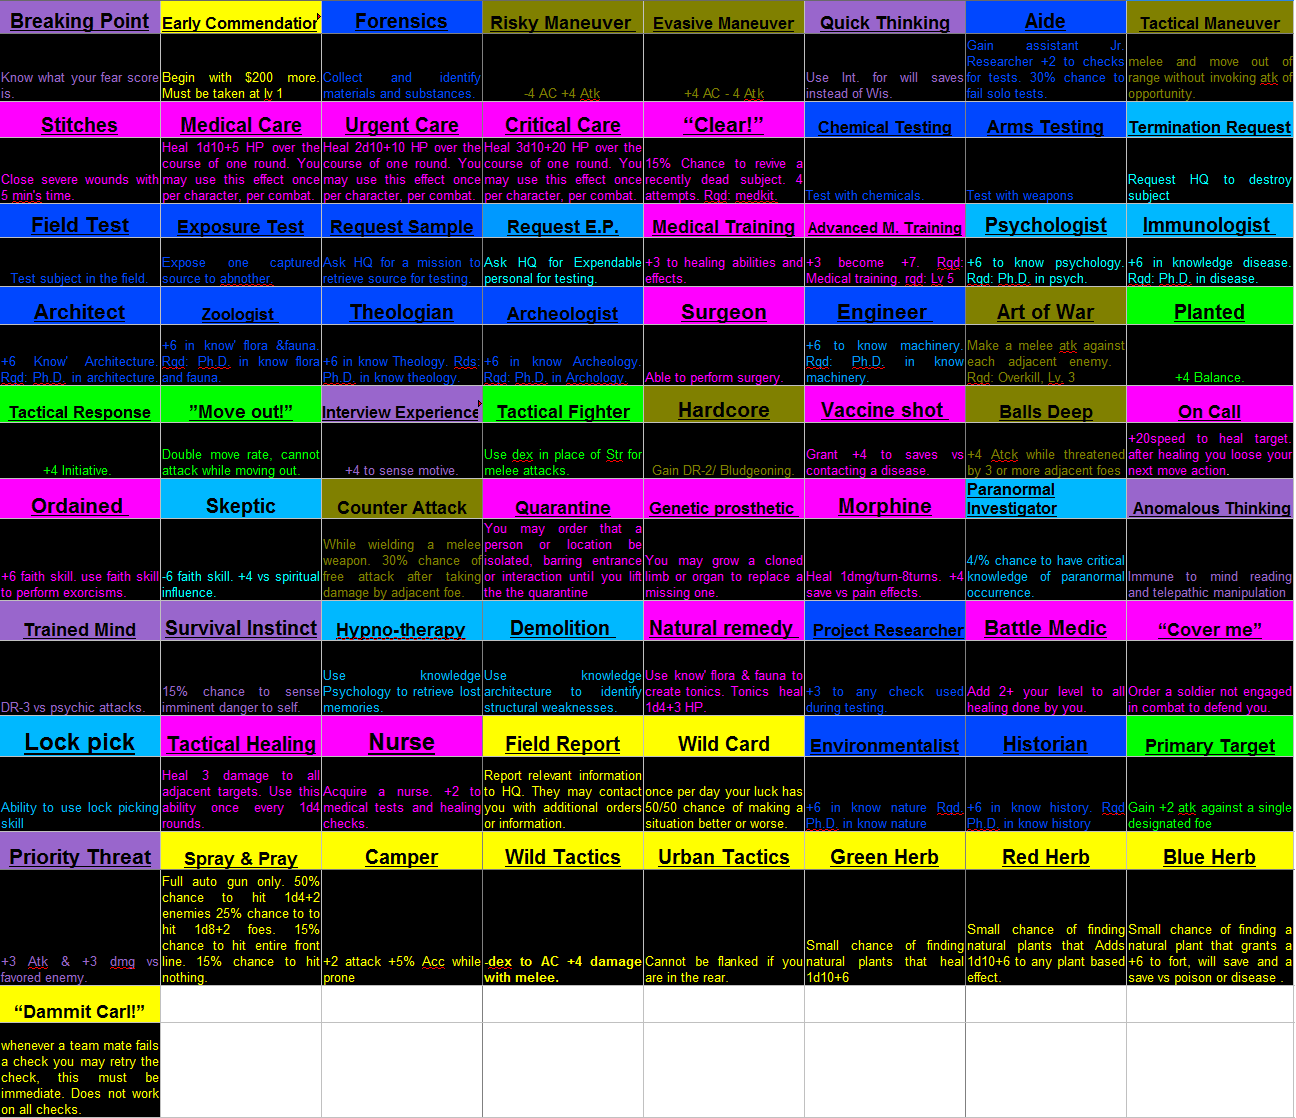 Breaking Point
Early Commendation
Forensics
Risky Maneuver
Evasive Maneuver
Quick Thinking
Aide
Tactical Maneuver
Know what your fear score
is.
Begin with $200 more.
Must be taken at lv 1
Collect and identify
materials and substances.
-4 AC +4 Atk
+4 AC - 4 Atk
Use Int. for will saves
instead of Wis.
Gain assistant Jr.
Researcher +2 to checks
for tests. 30% chance to
fail solo tests.
melee and move out of
range without invoking atk of
opportunity.
Stitches
Medical Care
Urgent Care
Critical Care
“Clear!”
Chemical Testing
Arms Testing
Termination Request
Close severe wounds with
5 min's time.
Heal 1d10+5 HP over the
course of one round. You
may use this effect once
per character, per combat.
Heal 2d10+10 HP over the
course of one round. You
may use this effect once
per character, per combat.
Heal 3d10+20 HP over the
course of one round. You
may use this effect once
per character, per combat.
15% Chance to revive a
recently dead subject. 4
attempts. Rqd: medkit.
Test with chemicals.
Test with weapons
Request HQ to destroy
subject
Field Test
Exposure Test
Request Sample
Request E.P.
Medical Training
Advanced M. Training
Psychologist
Immunologist
Test subject in the field.
Expose one captured
source to abnother.
Ask HQ for a mission to
retrieve source for testing.
Ask HQ for Expendable
personal for testing.
+3 to healing abilities and
effects.
+3 become +7. Rqd:
Medical training. rqd: Lv 5
+6 to know psychology.
Rqd: Ph.D. in psych.
+6 in knowledge disease.
Rqd: Ph.D. in disease.
Architect
Zoologist
Theologian
Archeologist
Surgeon
Engineer
Art of War
Planted
+6 Know' Architecture.
Rqd: Ph.D. in architecture.
+6 in know' flora &fauna.
Rqd: Ph.D. in know flora
and fauna.
+6 in know Theology. Rds:
Ph.D. in know theology.
+6 in know Archeology
Rqd: Ph.D. in Archology.
Able to perform surgery.
+6 to know machinery.
Rqd: Ph.D. in know
machinery.
Make a melee atk against
each adjacent enemy.
Rqd: Overkill, Lv. 3
+4 Balance.
Tactical Response
”Move out!”
Interview Experience
Tactical Fighter
Hardcore
Vaccine shot
Balls Deep
On Call
+4 Initiative.
Double move rate, cannot
attack while moving out.
+4 to sense motive.
Use dex in place of Str for
melee attacks.
Gain DR-2/ Bludgeoning.
Grant +4 to saves vs
contacting a disease.
+4 Atck while threatened
by 3 or more adjacent foes
+20speed to heal target.
after healing you loose your
next move action.
Ordained
Skeptic
Counter Attack
Quarantine
Genetic prosthetic
Morphine
Paranormal
Investigator
Anomalous Thinking
+6 faith skill. use faith skill
to perform exorcisms.
-6 faith skill. +4 vs spiritual
influence.
While wielding a melee
weapon. 30% chance of
free attack after taking
damage by adjacent foe.
You may order that a
person or location be
isolated, barring entrance
or interaction until you lift
the the quarantine
You may grow a cloned
limb or organ to replace a
missing one.
Heal 1dmg/turn-8turns. +4
save vs pain effects.
4/% chance to have critical
knowledge of paranormal
occurrence.
Immune to mind reading
and telepathic manipulation
Trained Mind
Survival Instinct
Hypno-therapy
Demolition
Natural remedy
Project Researcher
Battle Medic
“Cover me”
DR-3 vs psychic attacks.
15% chance to sense
imminent danger to self.
Use knowledge
Psychology to retrieve lost
memories.
Use knowledge
architecture to identify
structural weaknesses.
Use know' flora & fauna to
create tonics. Tonics heal
1d4+3 HP.
+3 to any check used
during testing.
Add 2+ your level to all
healing done by you.
Order a soldier not engaged
in combat to defend you.
Lock pick
Tactical Healing
Nurse
Field Report
Wild Card
Environmentalist
Historian
Primary Target
Ability to use lock picking
skill
Heal 3 damage to all
adjacent targets. Use this
ability once every 1d4
rounds.
Acquire a nurse. +2 to
medical tests and healing
checks.
Report relevant information
to HQ. They may contact
you with additional orders
or information.
once per day your luck has
50/50 chance of making a
situation better or worse.
+6 in know nature Rqd.
Ph.D. in know nature
+6 in know history. Rqd
Ph.D. in know history
Gain +2 atk against a single
designated foe
Priority Threat
Spray & Pray
Camper
Wild Tactics
Urban Tactics
Green Herb
Red Herb
Blue Herb
+3 Atk & +3 dmg vs
favored enemy.
Full auto gun only. 50%
chance to hit 1d4+2
enemies 25% chance to to
hit 1d8+2 foes. 15%
chance to hit entire front
line. 15% chance to hit
nothing.
+2 attack +5% Acc while
prone
-dex to AC +4 damage
with melee.
Cannot be flanked if you
are in the rear.
Small chance of finding
natural plants that heal
1d10+6
Small chance of finding
natural plants that Adds
1d10+6 to any plant based
effect.
Small chance of finding a
natural plant that grants a
+6 to fort, will save and a
save vs poison or disease .
“Dammit Carl!”
whenever a team mate fails
a check you may retry the
check, this must be
immediate. Does not work
on all checks.